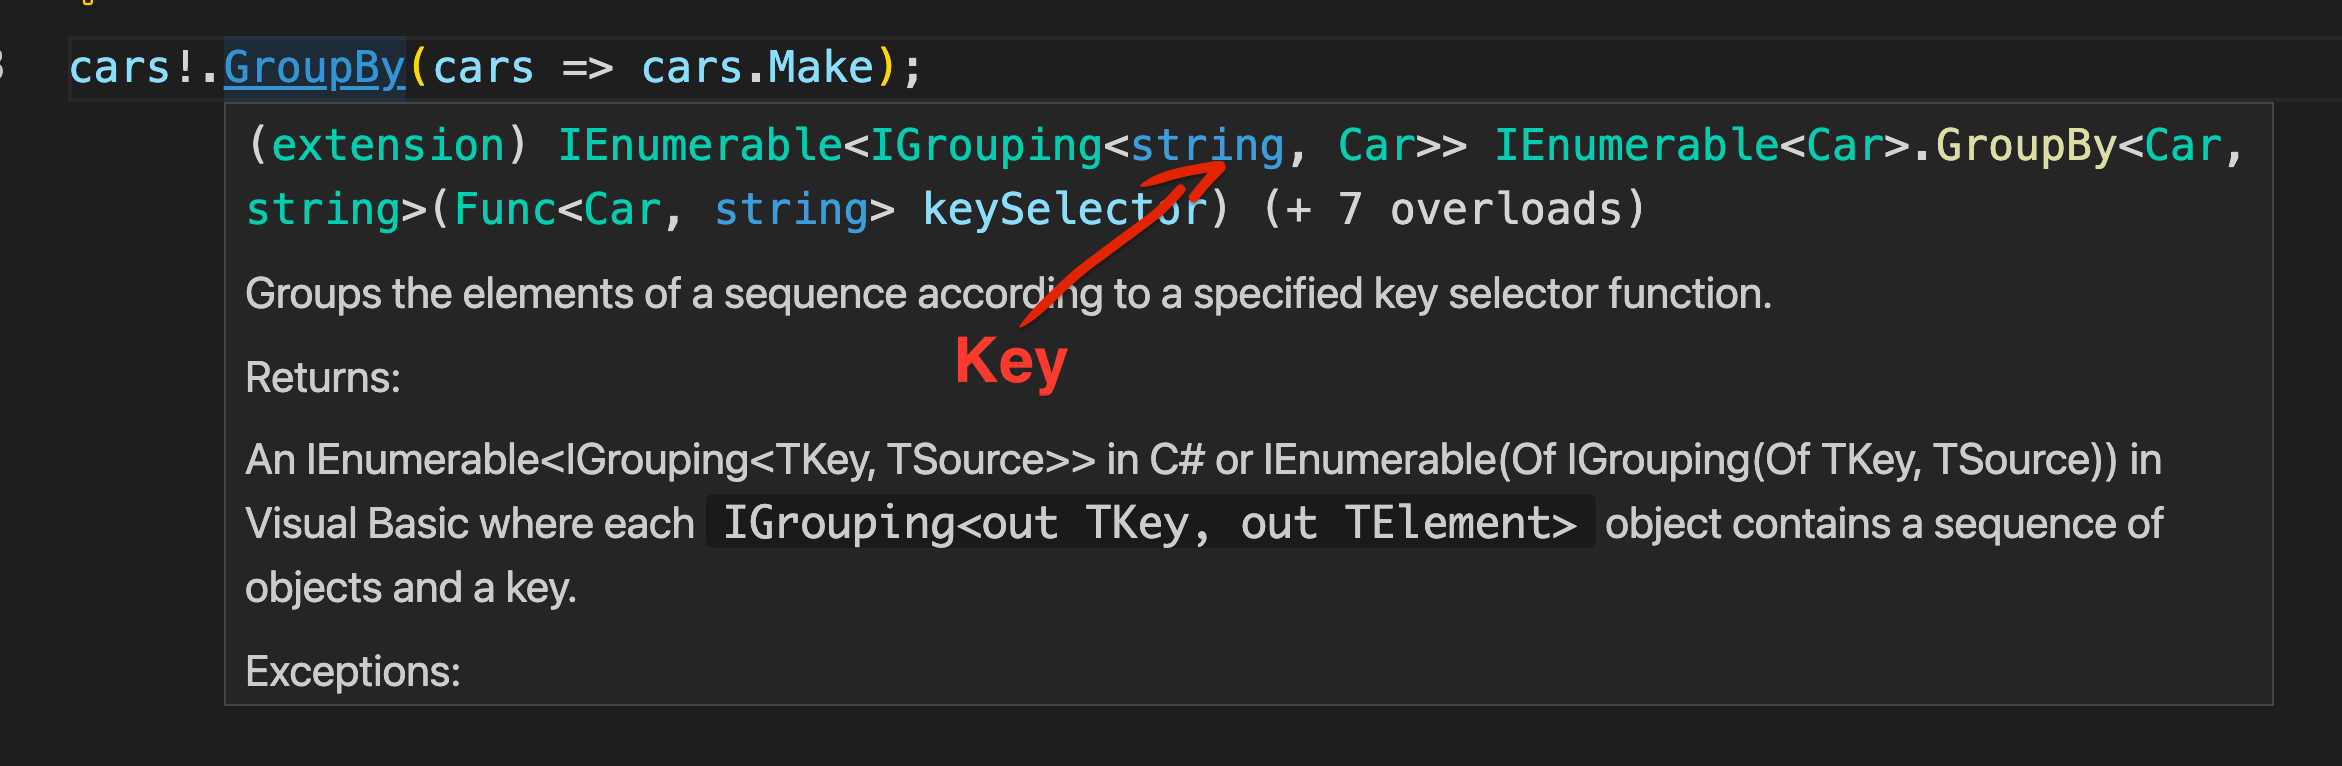 cars!.GroupBy(cars => cars.Make);
(extension) IEnumerable<IGrouping<string, Car>> IEnumerable<Car>.GroupBy<Car,
string>(Func<Car, string> keySelector) (+ 7 overloads)
Groups the elements of a sequence according to a specified key selector function.
Key
Returns:
An IEnumerable<IGrouping<TKey, TSource>> in C# or IEnumerable(Of IGrouping(Of TKey, TSource)) in
Visual Basic where each IGrouping<out TKey, out TElement> object contains a sequence of
objects and a key.
Exceptions: